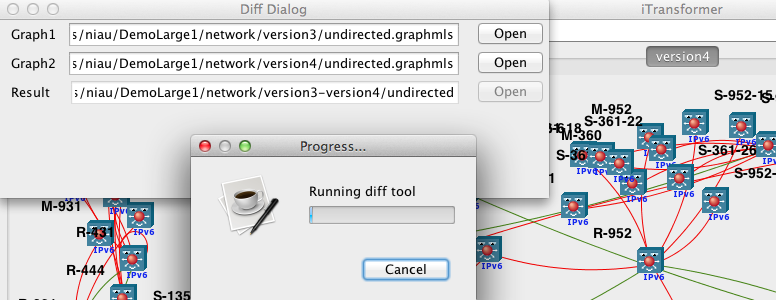 Diff Dialog
iTransformer
Graph1 s/niau/DemoLarge1/network/version3/undirected.graphmls Open
Graph2 s/niau/DemoLarge1/network/version4/undirected.graphmls Open
Result s/niau/DemoLarge1/network/version3-version4/undirected Open
version4
Progress...
Running diff tool
Cancel
S-952-15
M-952
S-361-22
M-360
S-36
S-361-26
S-952-
IPv6
IPv6
IPv6
IPv6
IPv6
R-952
IPv6
IPv6
M-931
IPv6
R-431
IPv6
R-444
IPv6
S-135